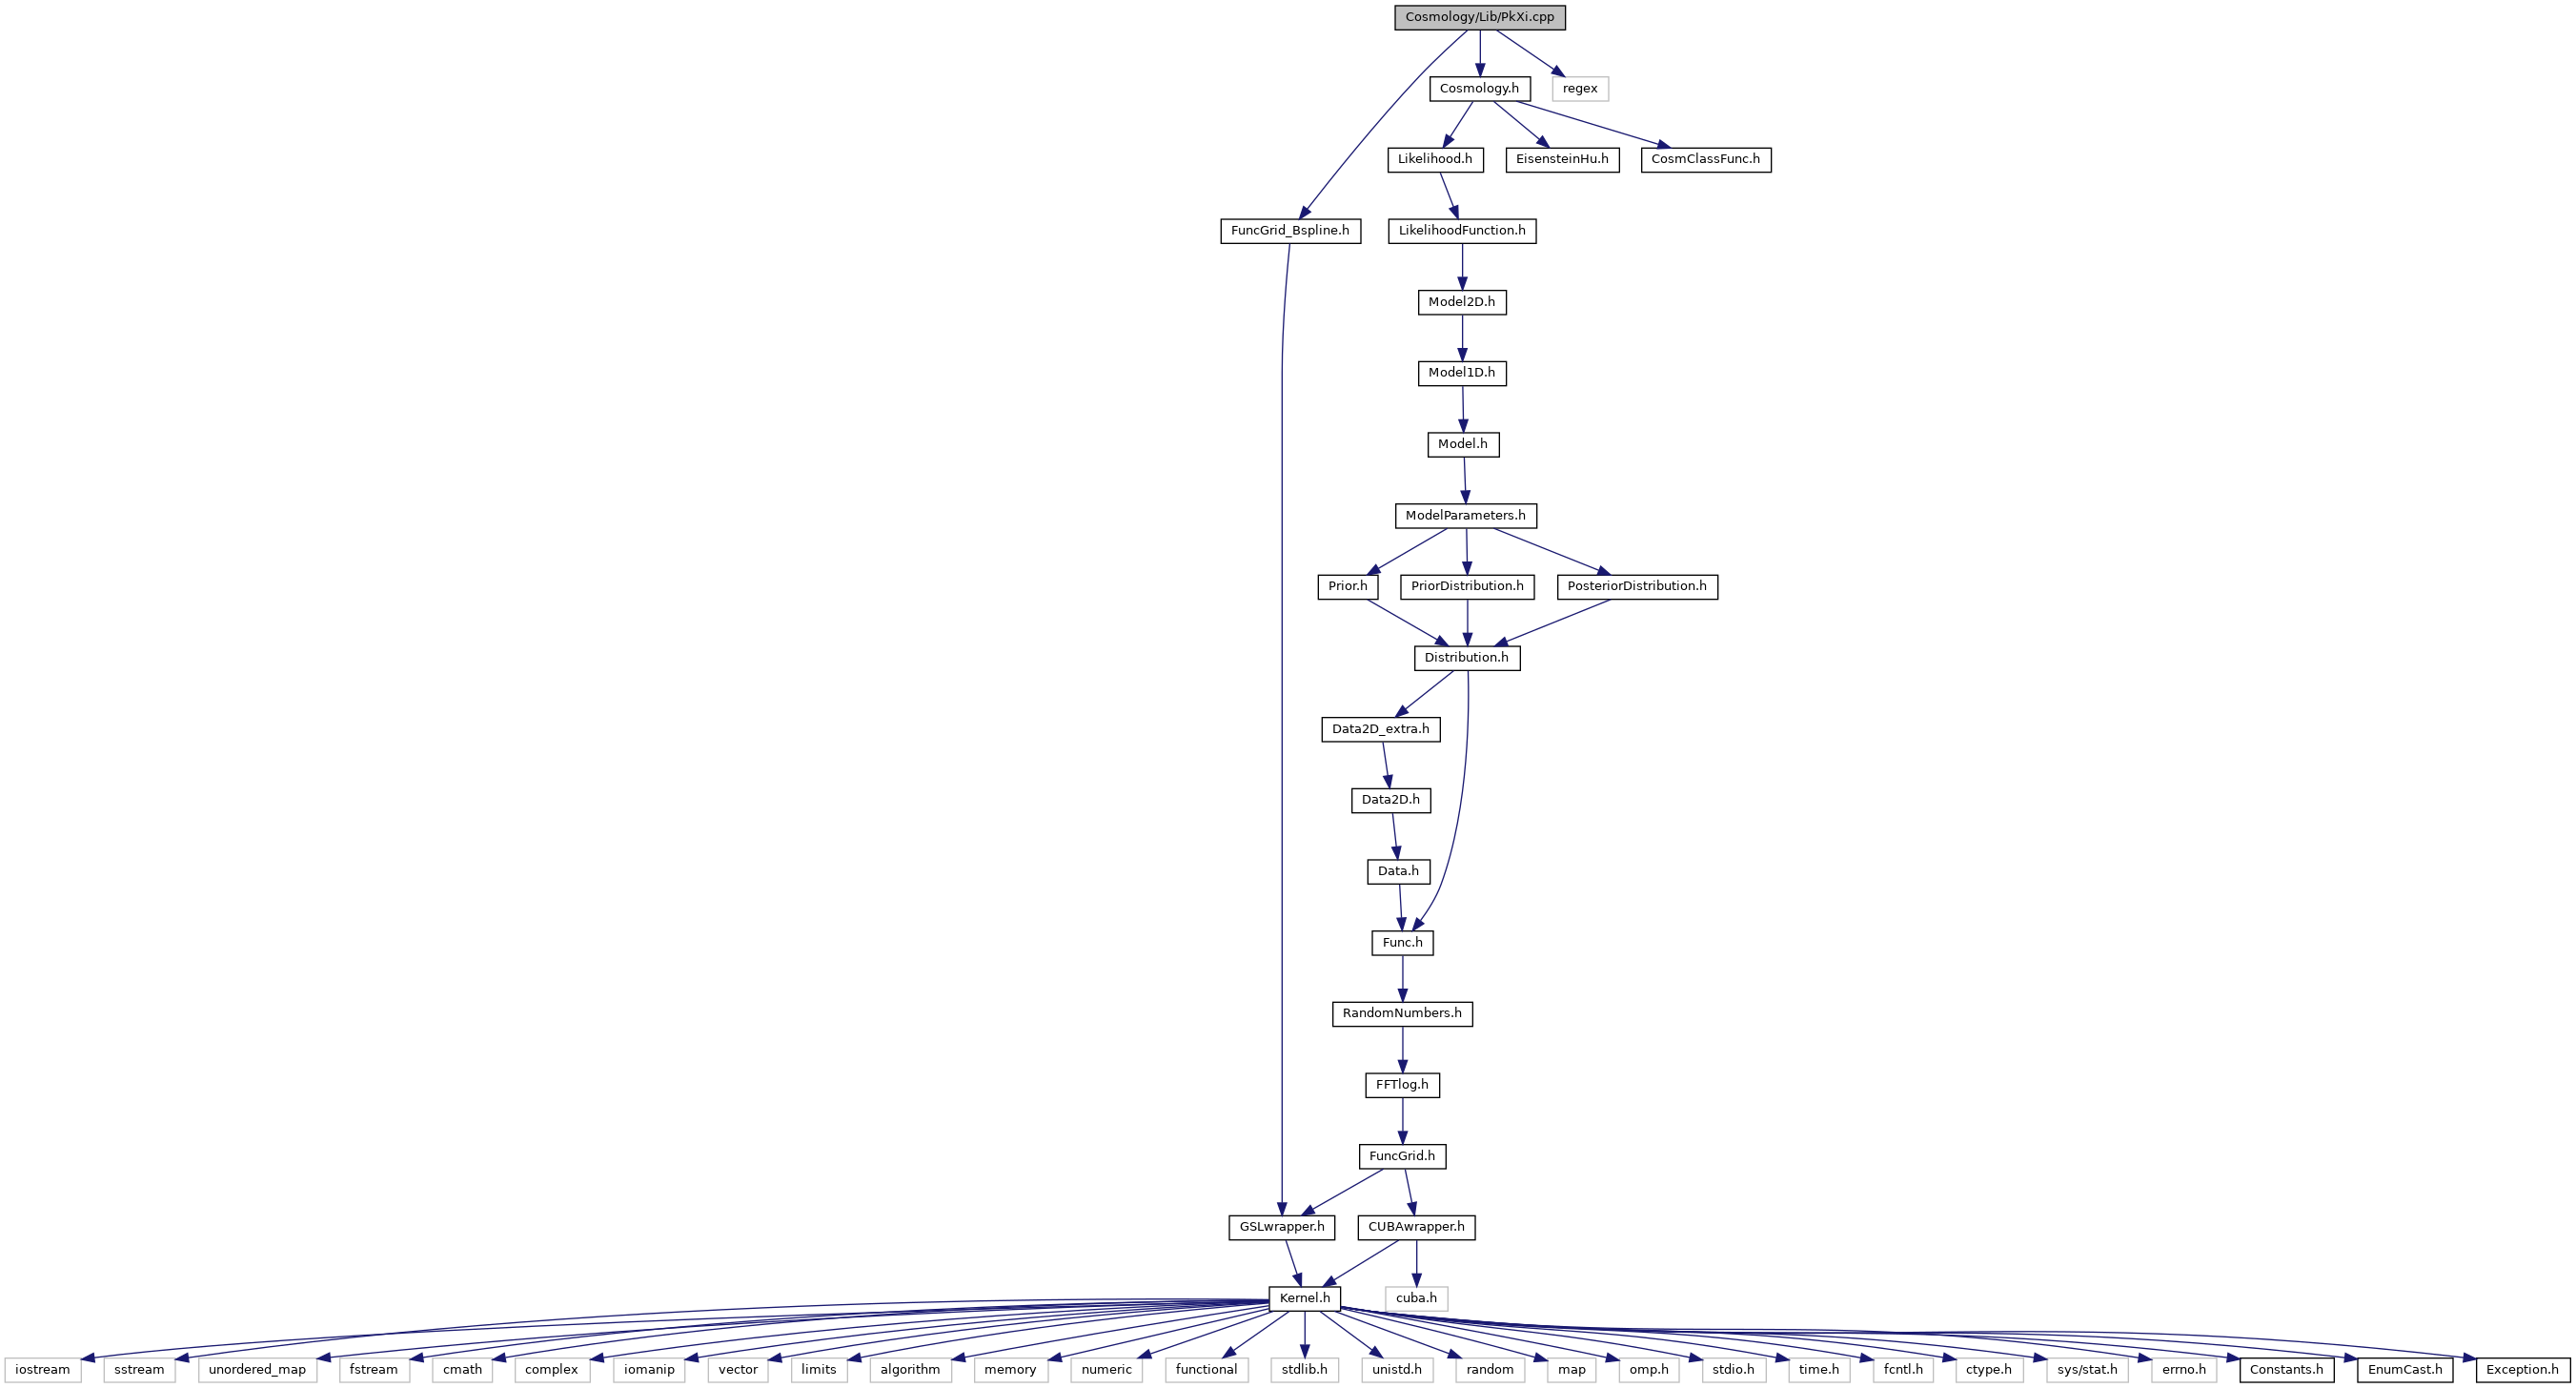 Cosmology/Lib/PkXi.cpp
Cosmology.h
regex
Likelihood.h
EisensteinHu.h
CosmClassFunc.h
FuncGrid_Bspline.h
LikelihoodFunction.h
Model2D.h
Model1D.h
Model.h
ModelParameters.h
Prior.h
PriorDistribution.h
PosteriorDistribution.h
Distribution.h
Data2D_extra.h
Data2D.h
Data.h
Func.h
RandomNumbers.h
FFTlog.h
FuncGrid.h
GSLwrapper.h
CUBAwrapper.h
Kernel.h
cuba.h
iostream
sstream
unordered_map
fstream
cmath
complex
iomanip
vector
limits
algorithm
memory
numeric
functional
stdlib.h
unistd.h
random
map
omp.h
stdio.h
time.h
fcntl.h
ctype.h
sys/stat.h
errno.h
Constants.h
EnumCast.h
Exception.h